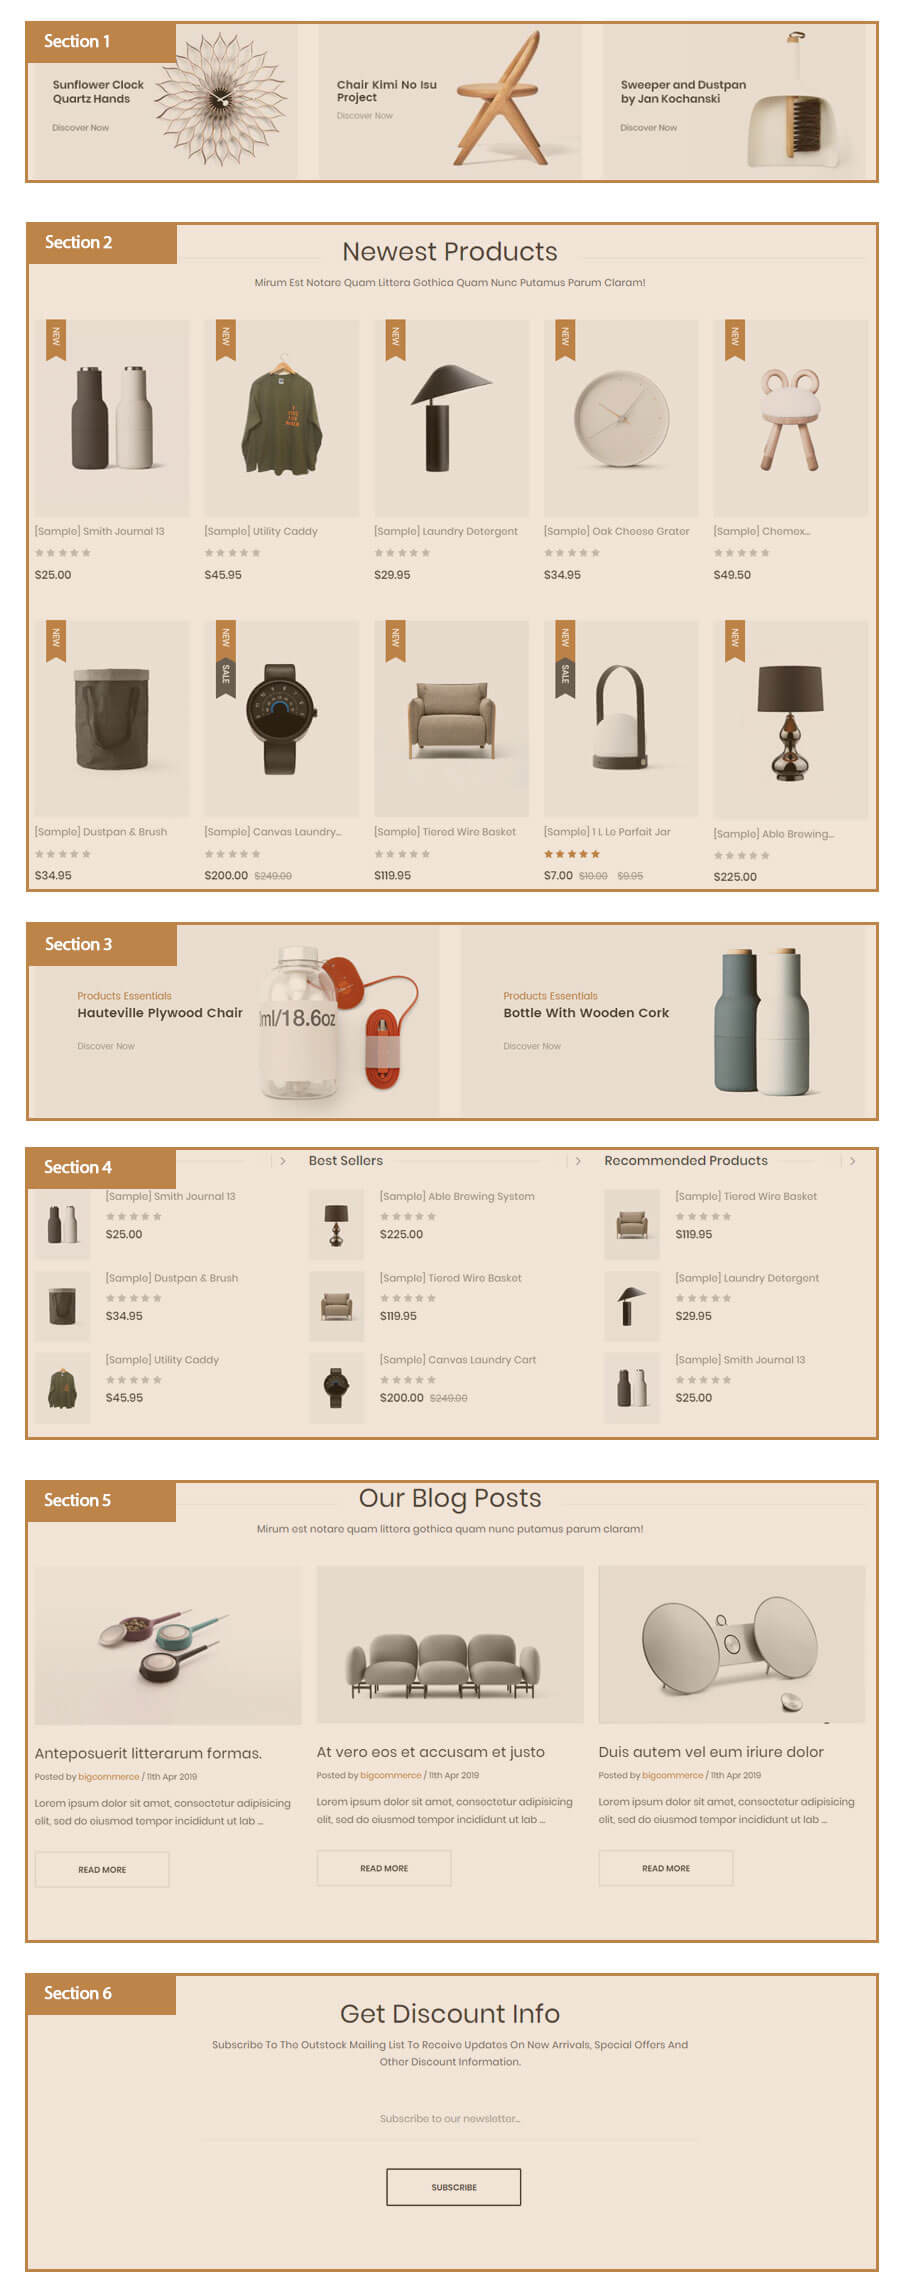 Section 1
Sunflower Clock
Quartz Hands
Discover Now
Chair Kimi No Isu
Project
Discover Now
Sweeper and Dustpan
by Jan Kochanski
Discover Now
Section 2
Newest Products
Mirum Est Notare Quam Littera Gothica Quam Nunc Putamus Parum Claram!
NEW
NEW
NEW
NEW
NEW
[Sample] Smith Journal 13
[Sample] Utility Caddy
[Sample] Laundry Detergent
[Sample] Oak Cheese Grater
[Sample] Chemex...
$25.00
$45.95
$29.95
$34.95
$49.50
NEW
NEW
SALE
NEW
NEW
SALE
NEW
[Sample] Dustpan & Brush
[Sample] Canvas Laundry...
[Sample] Tiered Wire Basket
[Sample] 1 L Le Parfait Jar
[Sample] Able Brewing...
$34.95
$200.00 $249.00
$119.95
$7.00 $10.00 $9.95
$225.00
Section 3
Products Essentials
Hauteville Plywood Chair
Discover Now
ml/18.6oz
Products Essentials
Bottle With Wooden Cork
Discover Now
Section 4
[Sample] Smith Journal 13
$25.00
[Sample] Dustpan & Brush
$34.95
[Sample] Utility Caddy
$45.95
Best Sellers
[Sample] Able Brewing System
$225.00
[Sample] Tiered Wire Basket
$119.95
[Sample] Canvas Laundry Cart
$200.00 $249.00
Recommended Products
[Sample] Tiered Wire Basket
$119.95
[Sample] Laundry Detergent
$29.95
[Sample] Smith Journal 13
$25.00
Section 5
Our Blog Posts
Mirum est notare quam littera gothica quam nunc putamus parum claram!
Anteposuerit litterarum formas.
Posted by bigcommerce / 11th Apr 2019
Lorem ipsum dolor sit amet, consectetur adipisicing
elit, sed do eiusmod tempor incididunt ut lab ...
READ MORE
At vero eos et accusam et justo
Posted by bigcommerce / 11th Apr 2019
Lorem ipsum dolor sit amet, consectetur adipisicing
elit, sed do eiusmod tempor incididunt ut lab ...
READ MORE
Duis autem vel eum iriure dolor
Posted by bigcommerce / 11th Apr 2019
Lorem ipsum dolor sit amet, consectetur adipisicing
elit, sed do eiusmod tempor incididunt ut lab ...
READ MORE
Section 6
Get Discount Info
Subscribe To The Outstock Mailing List To Receive Updates On New Arrivals, Special Offers And
Other Discount Information.
Subscribe to our newsletter...
SUBSCRIBE